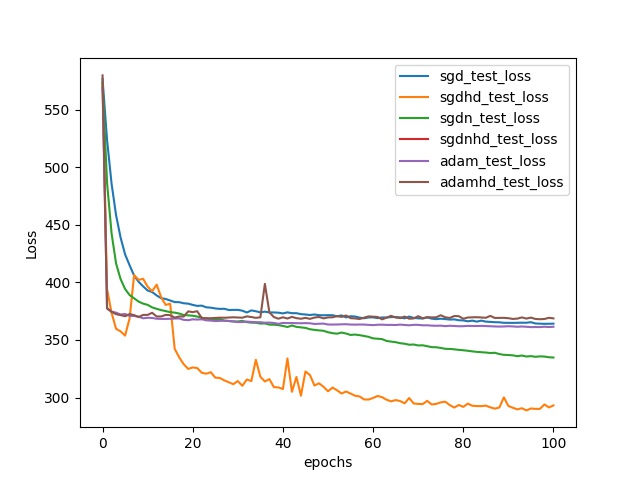 sgd_test_loss
sgdhd_test_loss
sgdn_test_loss
sgdnhd_test_loss
adam_test_loss
adamhd_test_loss
Loss
550
500
450
400
350
300
0 20 40 60 80 100
epochs